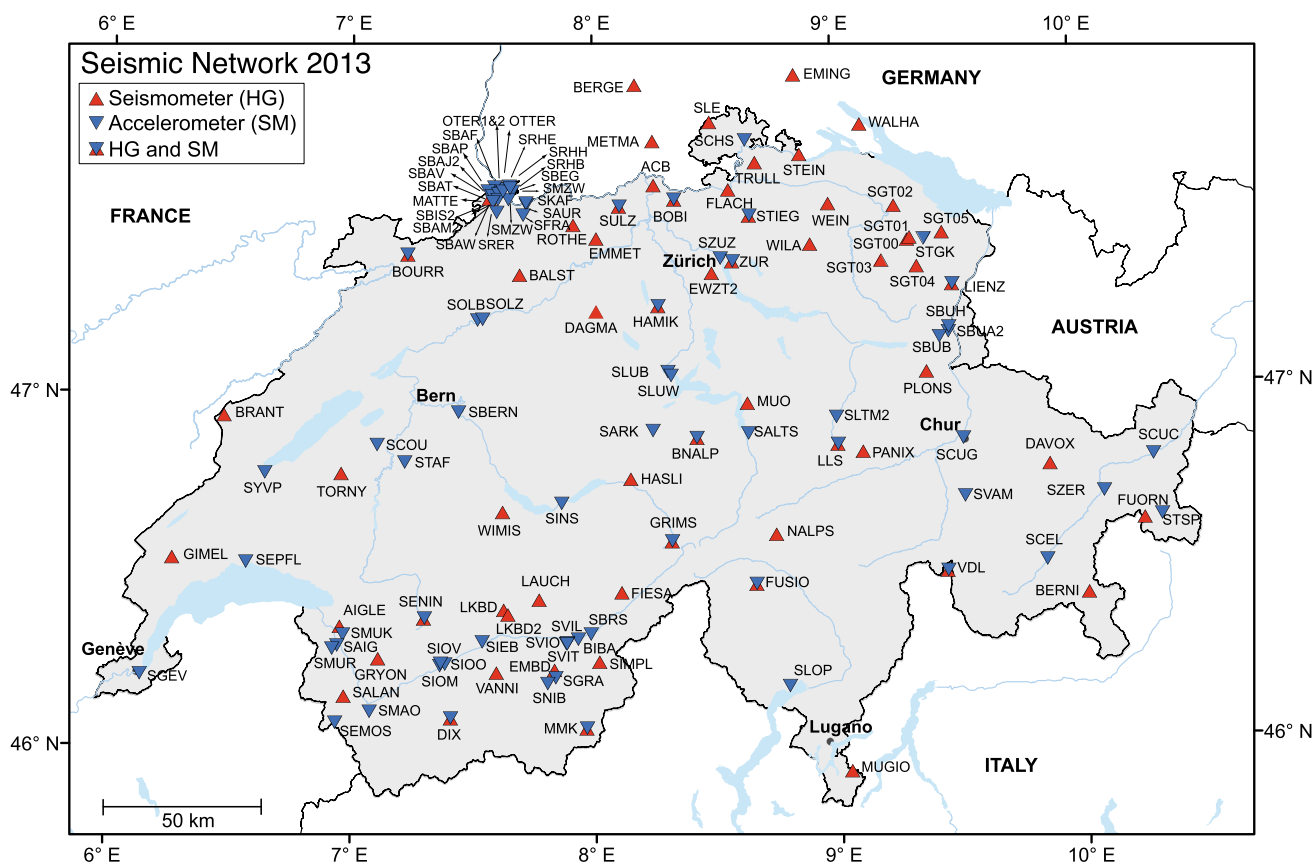 6° E
7° E
8° E
9° E
10° E
Seismic Network 2013
Seismometer (HG)
Accelerometer (SM)
HG and SM
GERMANY
FRANCE
AUSTRIA
ITALY
EMING
BERGE
SLE
WALHA
OTER1&2
OTTER
SBAF
SRHE
SCHS
METMA
SBAP
SRHH
STEIN
SBAJ2
SRHB
ACB
TRULL
SBAV
SBEG
SBAT
SMZW
SGT02
MATTE
SKAF
FLACH
SBIS2
SAUR
SULZ
BOBI
STIEG
WEIN
SGT05
SBAM2
SMZW
SFRA
SGT01
SBAW
SRER
ROTHE
SZUZ
WILA
SGT00
STGK
EMMET
Zürich
ZUR
SGT03
BOURR
BALST
EWZT2
SGT04
LIENZ
SOLB
SOLZ
SBUH
DAGMA
HAMIK
SBUA2
SBUB
SLUB
47° N
47° N
SLUW
PLONS
Bern
MUO
BRANT
SBERN
SLTM2
Chur
SARK
SALTS
SCUC
SCOU
DAVOX
BNALP
PANIX
SCUG
STAF
LLS
SYVP
TORNY
HASLI
SZER
SVAM
FUORN
SINS
GRIMS
WIMIS
NALPS
STSP
SCEL
GIMEL
SEPFL
VDL
LAUCH
FUSIO
BERNI
FIESA
SENIN
LKBD
AIGLE
LKBD2
SVIL
SBRS
SMUK
SIOV
SIEB
SVIO
BIBA
Genève
SAIG
SVIT
SMUR
SIOO
EMBD
SIMPL
SGEV
GRYON
SIOM
VANNI
SGRA
SLOP
SALAN
SNIB
SMAO
SEMOS
DIX
MMK
Lugano
46° N
46° N
MUGIO
50 km
6° E
7° E
8° E
9° E
10° E